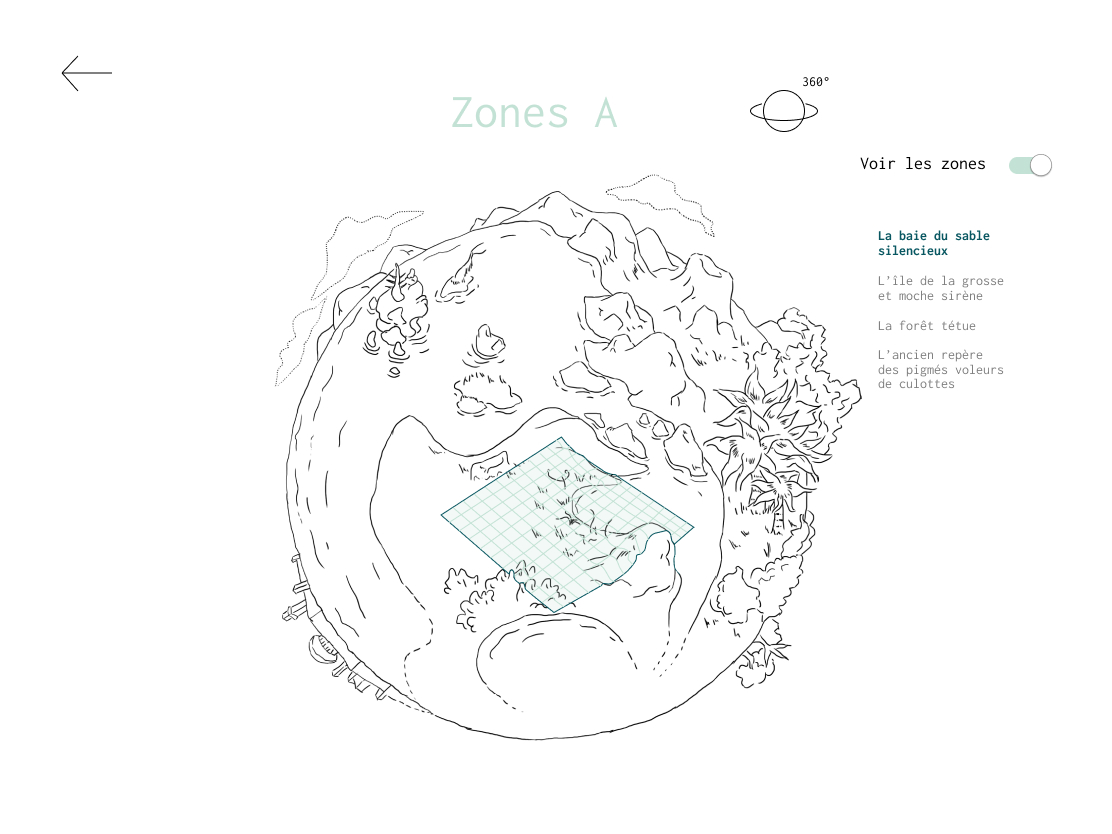 360°
Zones A
Voir les zones
La baie du sable
silencieux
L'île de la grosse
et moche sirène
La forêt tétue
L'ancien repère
des pigmés voleurs
de culottes